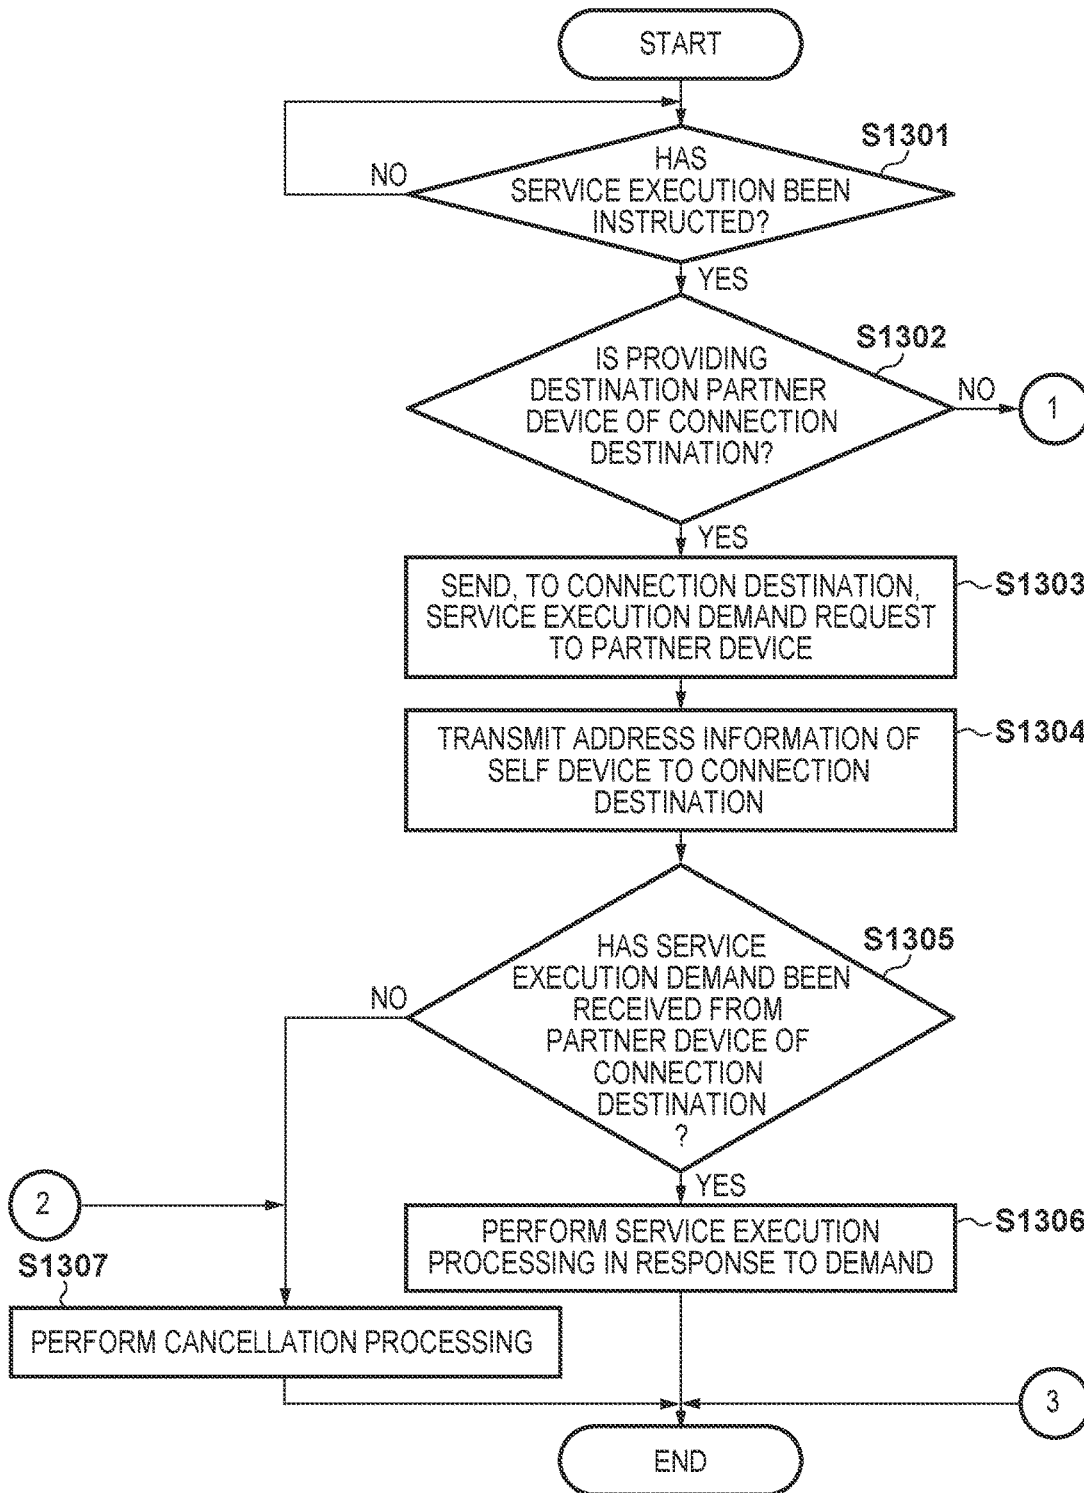 START
S1301
HAS
SERVICE EXECUTION BEEN
INSTRUCTED?
NO
YES
S1302
IS PROVIDING
DESTINATION PARTNER
DEVICE OF CONNECTION
DESTINATION?
NO
1
YES
SEND, TO CONNECTION DESTINATION,
SERVICE EXECUTION DEMAND REQUEST
TO PARTNER DEVICE
S1303
TRANSMIT ADDRESS INFORMATION OF
SELF DEVICE TO CONNECTION
DESTINATION
S1304
S1305
HAS SERVICE
EXECUTION DEMAND BEEN
RECEIVED FROM
PARTNER DEVICE OF
CONNECTION
DESTINATION
?
NO
YES
2
PERFORM SERVICE EXECUTION
PROCESSING IN RESPONSE TO DEMAND
S1306
S1307
PERFORM CANCELLATION PROCESSING
3
END